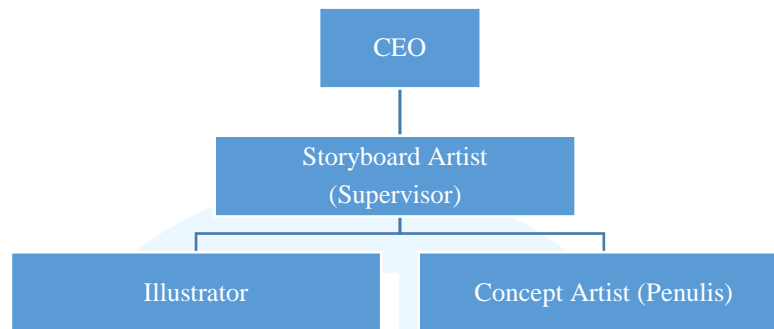 CEO
Storyboard Artist
(Supervisor)
Illustrator
Concept Artist (Penulis)